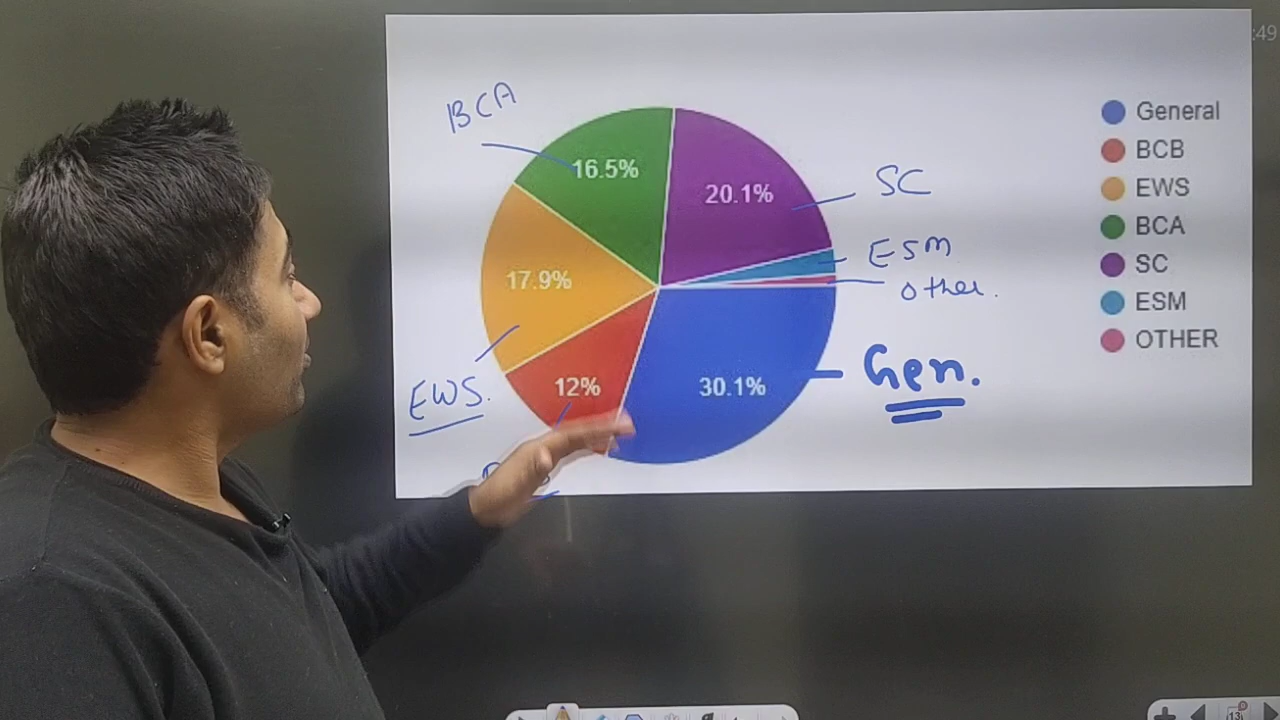 :49
BCA
16.5%
20.1%
SC
ESM
Other.
17.9%
EWS.
12%
30.1%
Gen.
General
BCB
EWS
BCA
SC
ESM
OTHER